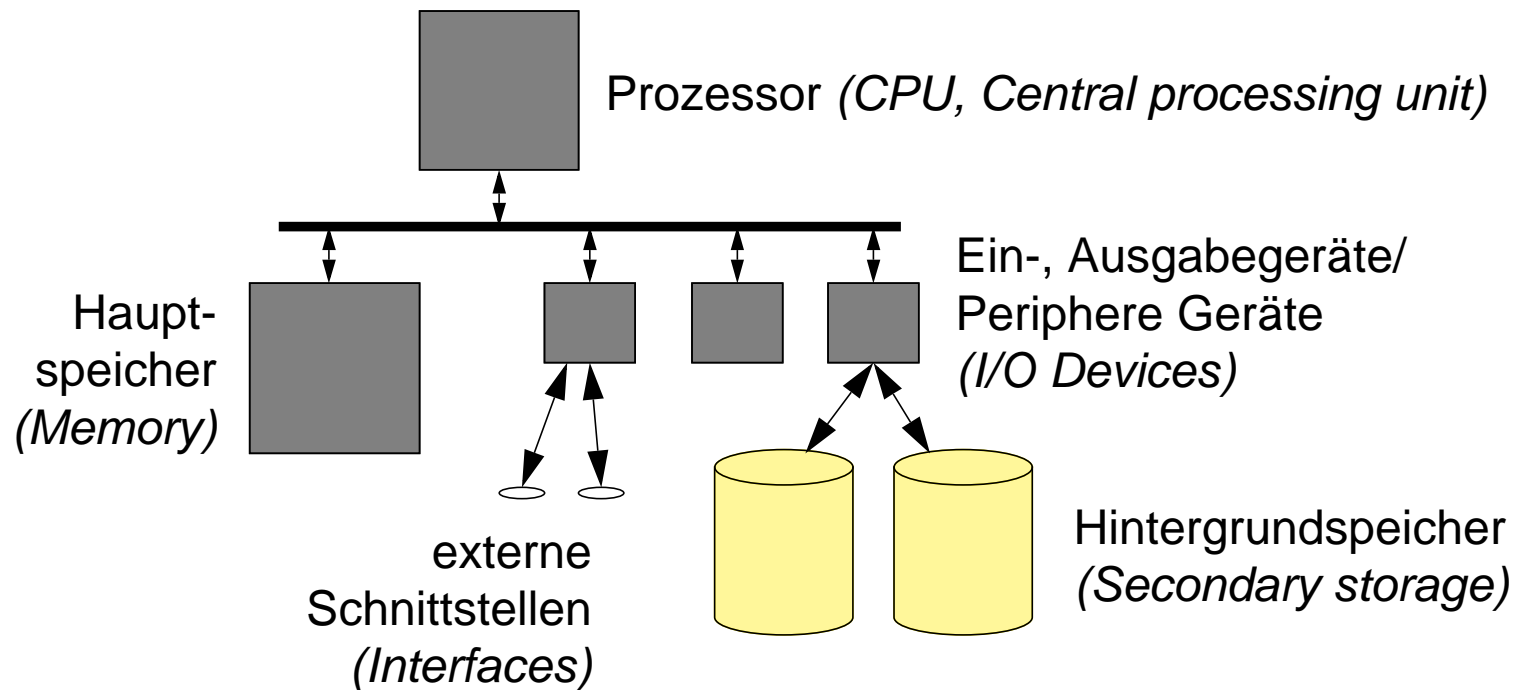 Prozessor (CPU, Central processing unit)
Ein-, Ausgabegeräte/
Periphere Geräte
(I/O Devices)
Haupt-
speicher
(Memory)
externe
Schnittstellen
(Interfaces)
Hintergrundspeicher
(Secondary storage)